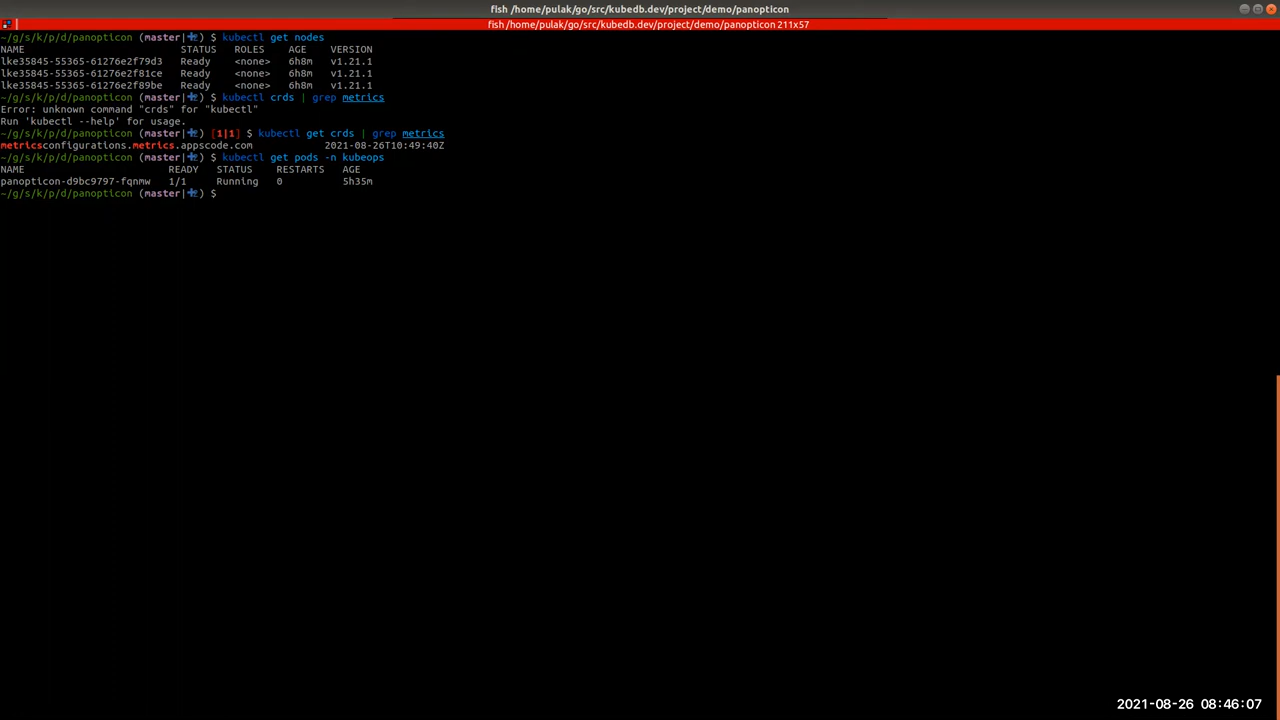 fish /home/pulak/go/src/kubedb.dev/project/demo/panopticon
fish /home/pulak/go/src/kubedb.dev/project/demo/panopticon 211x57
~/g/s/k/p/d/panopticon (master|✚2) $ kubectl get nodes
NAME STATUS ROLES AGE VERSION
lke35845-55365-61276e2f79d3 Ready <none> 6h8m v1.21.1
lke35845-55365-61276e2f81ce Ready <none> 6h8m v1.21.1
lke35845-55365-61276e2f89be Ready <none> 6h8m v1.21.1
~/g/s/k/p/d/panopticon (master|✚2) $ kubectl crds | grep metrics
Error: unknown command "crds" for "kubectl"
Run 'kubectl --help' for usage.
~/g/s/k/p/d/panopticon (master|✚2) [1|1] $ kubectl get crds | grep metrics
metricsconfigurations.metrics.appscode.com 2021-08-26T10:49:40Z
~/g/s/k/p/d/panopticon (master|✚2) $ kubectl get pods -n kubeops
NAME READY STATUS RESTARTS AGE
panopticon-d9bc9797-fqnmw 1/1 Running 0 5h35m
~/g/s/k/p/d/panopticon (master|✚2) $
2021-08-26 08:46:07